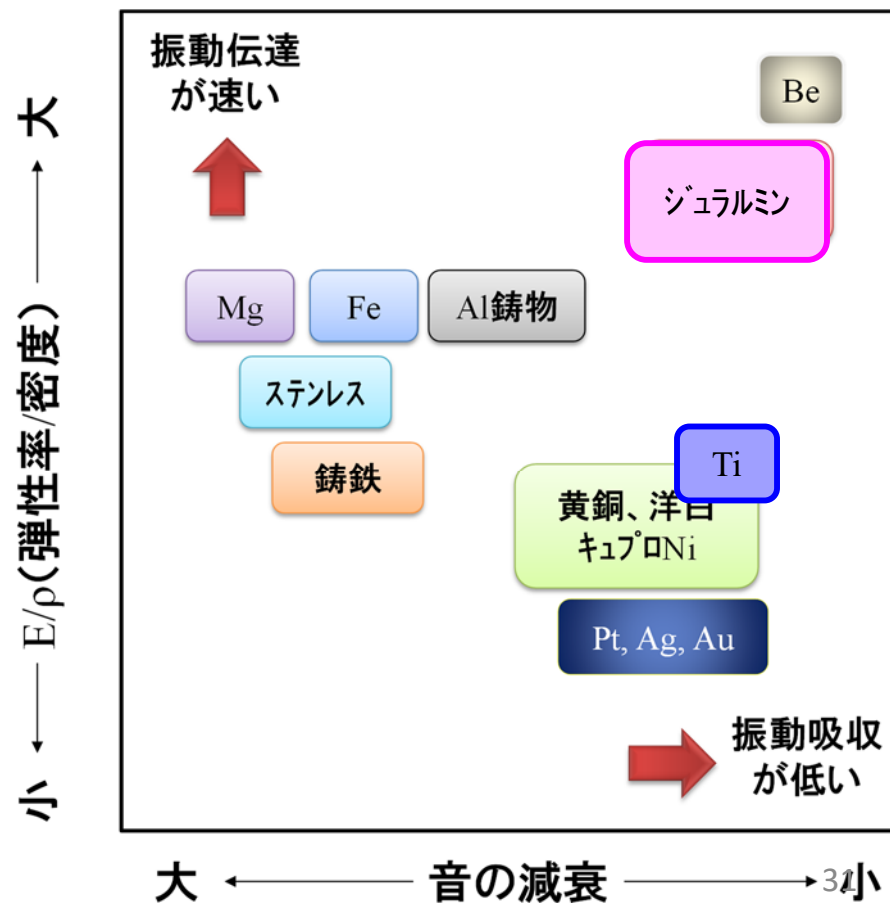 振動伝達
が速い
Be
ジュラルミン
Mg
Fe
Al鋳物
ステンレス
鋳鉄
Ti
黄銅、洋白
キュプロNi
Pt, Ag, Au
振動吸収
が低い
小 E/ρ(弾性率/密度) 大
大 音の減衰 小
31